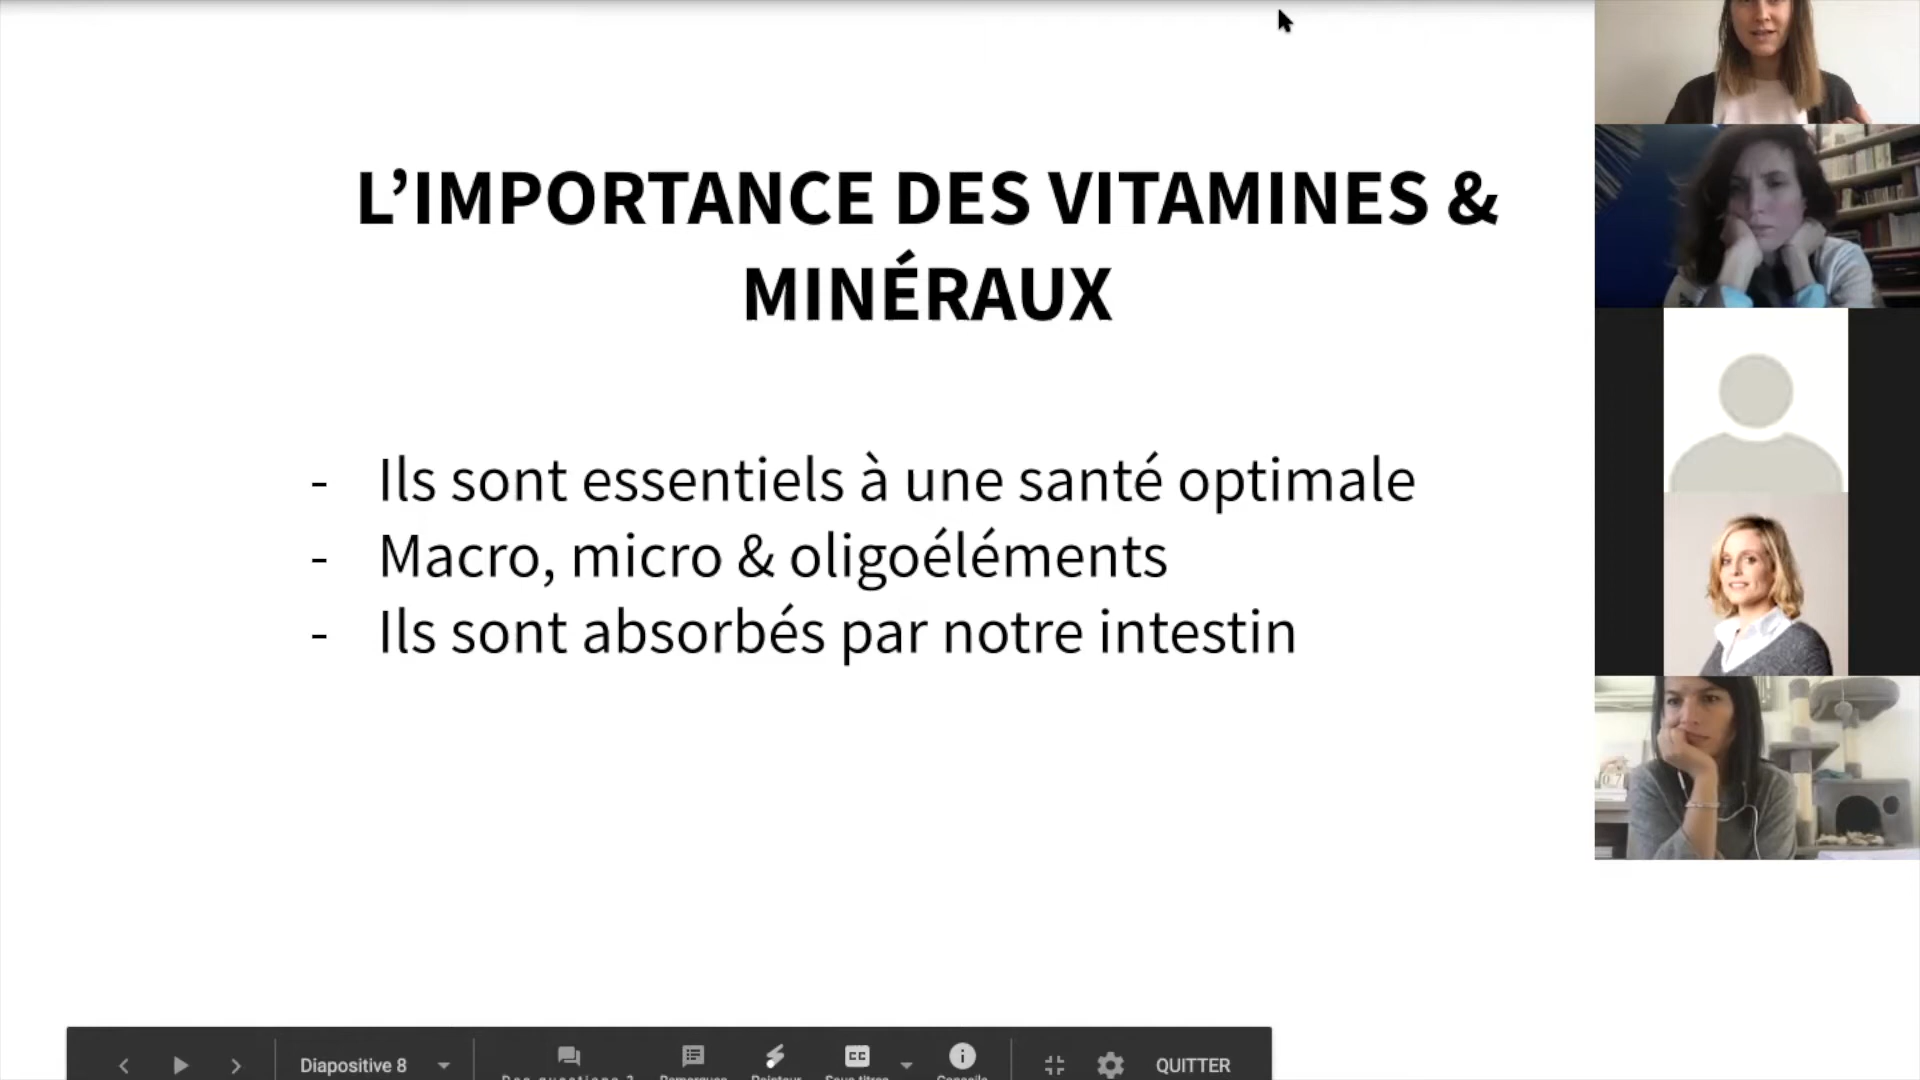 L’IMPORTANCE DES VITAMINES &
MINÉRAUX
- Ils sont essentiels à une santé optimale
- Macro, micro & oligoéléments
- Ils sont absorbés par notre intestin
Diapositive 8
CC
QUITTER